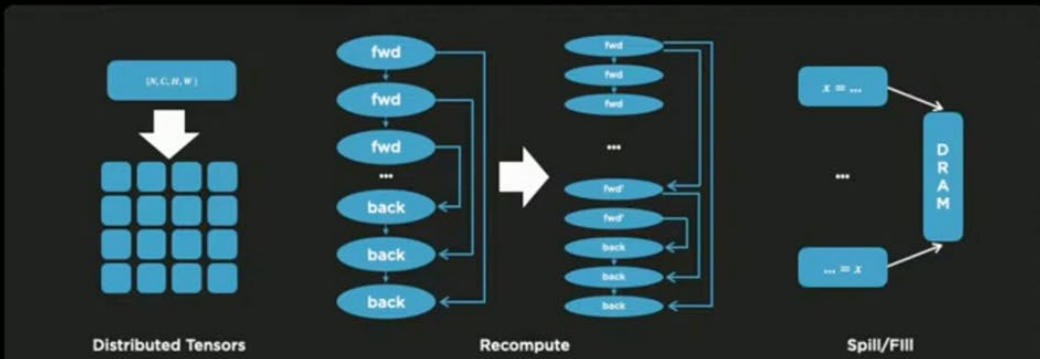 [N, C, H, W]
Distributed Tensors
fwd
fwd
fwd
...
back
back
back
fwd
fwd
fwd
...
fwd'
fwd'
back
back
back
Recompute
x = ...
...
... = x
DRAM
Spill/Fill